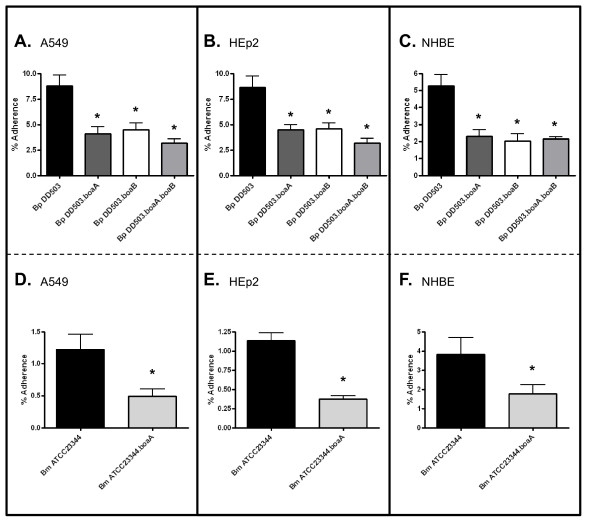 A. A549
% Adherence
10.0
7.5
5.0
2.5
0.0
*
*
*
Bp DD503
Bp DD503.boaA
Bp DD503.boaB
Bp DD503.boaA.boaB
B. HEp2
% Adherence
10.0
7.5
5.0
2.5
0.0
*
*
*
Bp DD503
Bp DD503.boaA
Bp DD503.boaB
Bp DD503.boaA.boaB
C. NHBE
% Adherence
6
5
4
3
2
1
0
*
*
*
Bp DD503
Bp DD503.boaA
Bp DD503.boaB
Bp DD503.boaA.boaB
D. A549
% Adherence
1.5
1.0
0.5
0.0
*
Bm ATCC23344
Bm ATCC23344.boaA
E. HEp2
% Adherence
1.25
1.00
0.75
0.50
0.25
0.00
*
Bm ATCC23344
Bm ATCC23344.boaA
F. NHBE
% Adherence
5
4
3
2
1
0
*
Bm ATCC23344
Bm ATCC23344.boaA